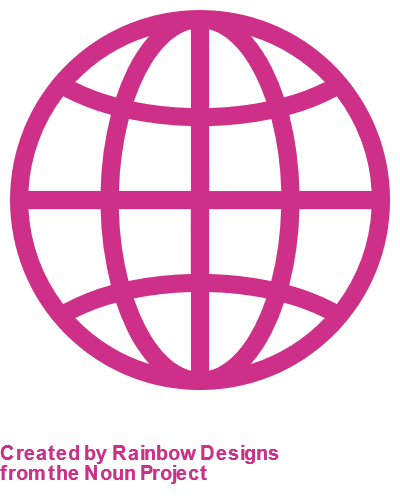 Created by Rainbow Designs
from the Noun Project